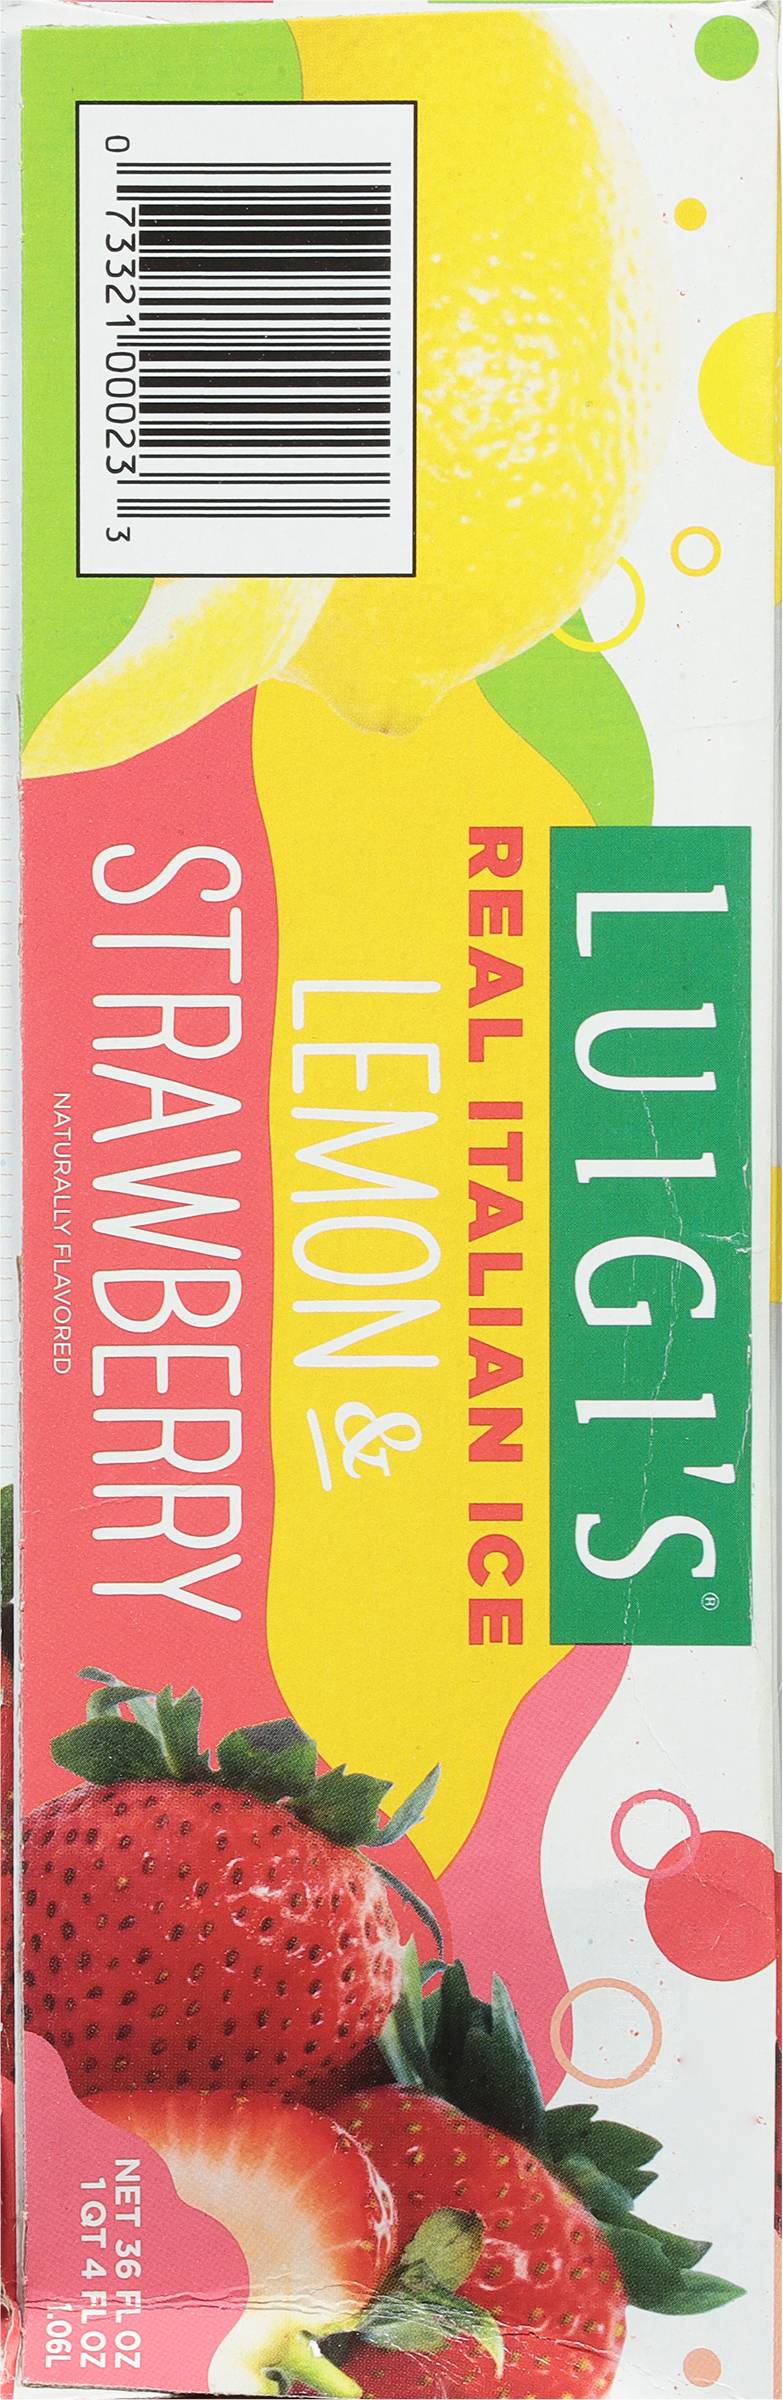 LUIGI'S®
REAL ITALIAN ICE
LEMON &
STRAWBERRY
NATURALLY FLAVORED
0 73321 00023 3
NET 36 FL OZ
1 QT 4 FL OZ
1.06L